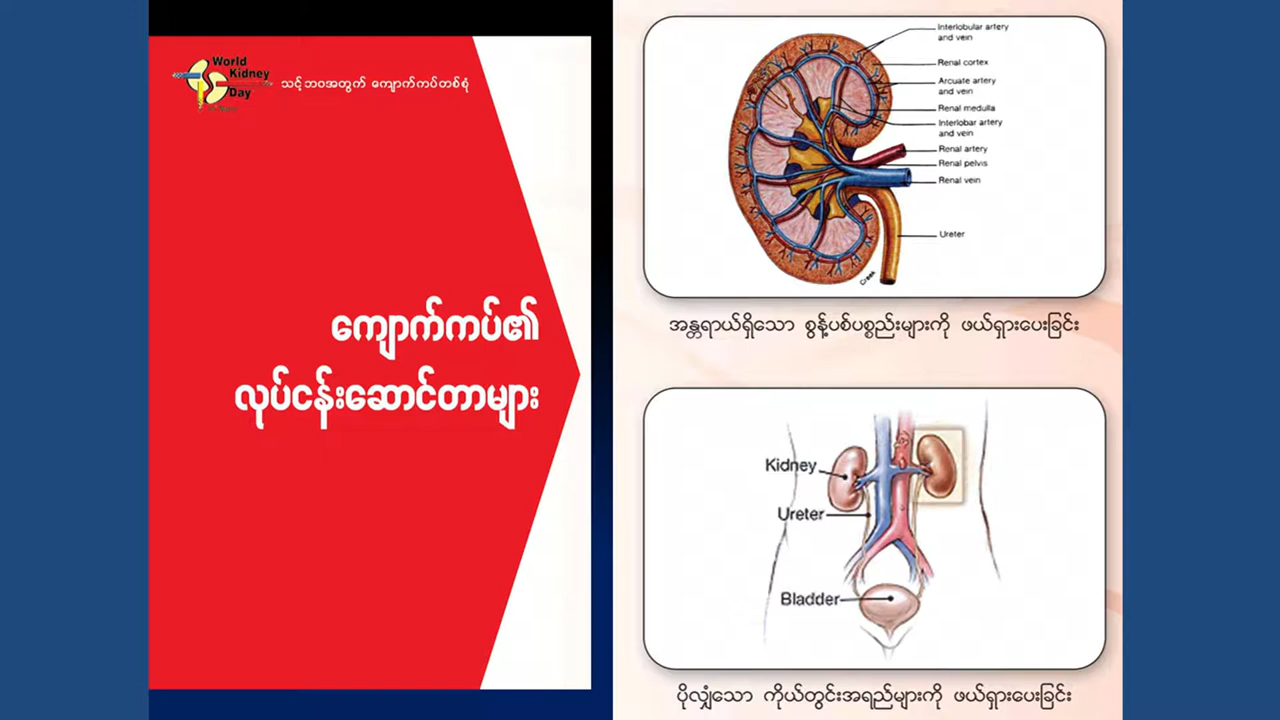 World
Kidney
Day
သင့်ဘဝအတွက် ကျောက်ကပ်တစ်စုံ
ကျောက်ကပ်၏
လုပ်ငန်းဆောင်တာများ
Interlobular artery
and vein
Renal cortex
Arcuate artery
and vein
Renal medulla
Interlobar artery
and vein
Renal artery
Renal pelvis
Renal vein
Ureter
အန္တရာယ်ရှိသော စွန့်ပစ်ပစ္စည်းများကို ဖယ်ရှားပေးခြင်း
Kidney
Ureter
Bladder
ပိုလျှံသော ကိုယ်တွင်းအရည်များကို ဖယ်ရှားပေးခြင်း